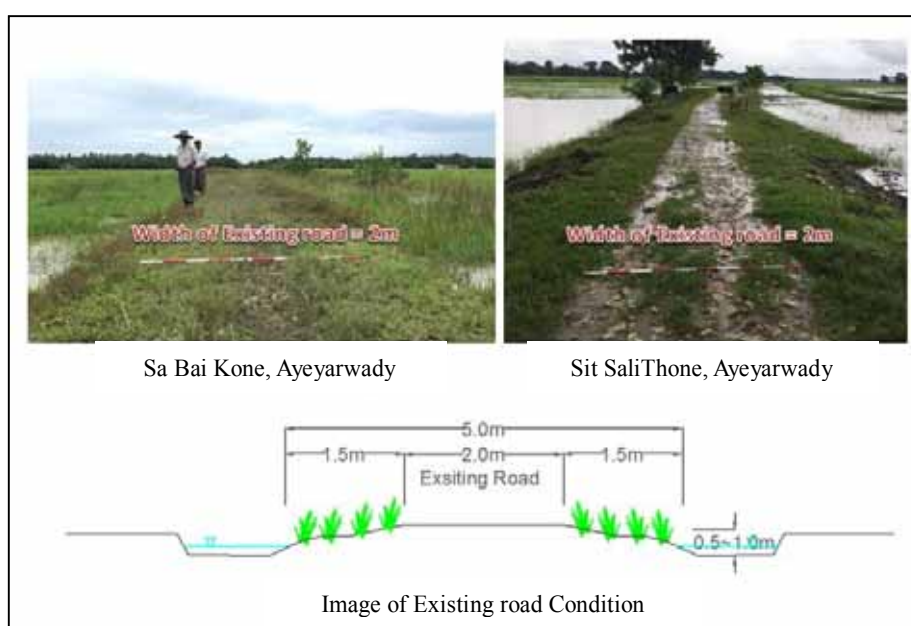 Width of Existing road = 2m
Width of Existing road = 2m
Sa Bai Kone, Ayeyarwady
Sit SaliThone, Ayeyarwady
5.0m
1.5m 2.0m 1.5m
Exsiting Road
0.5~1.0m
Image of Existing road Condition